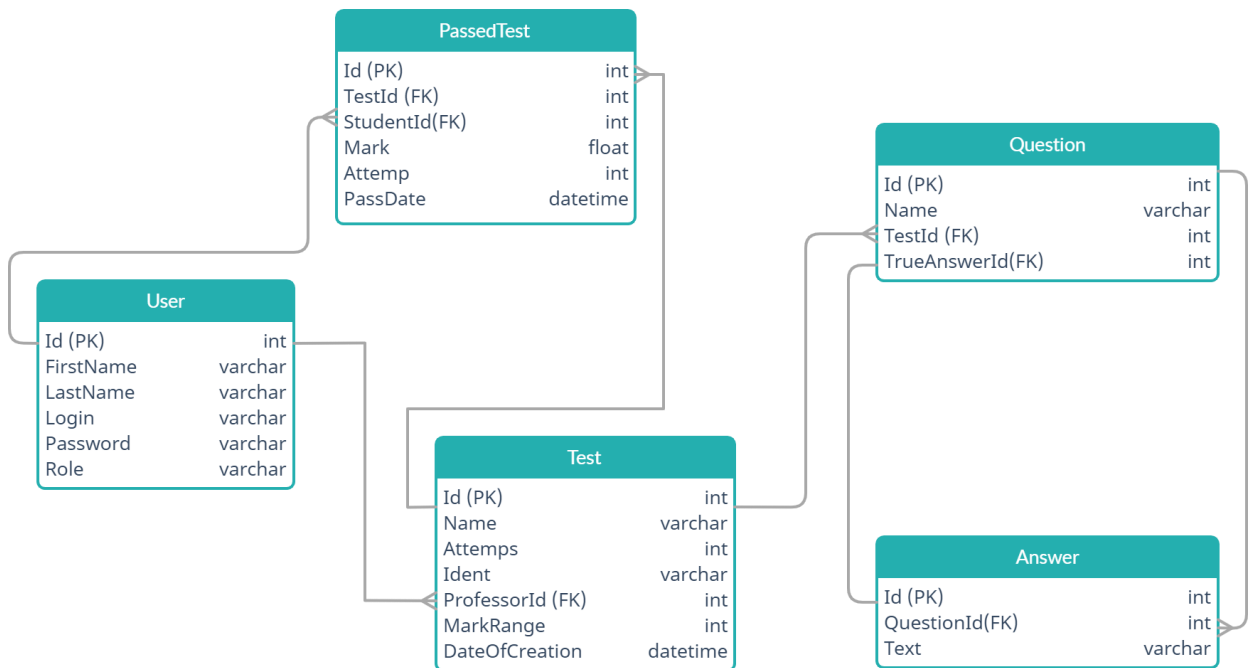 PassedTest
Id (PK) int
TestId (FK) int
StudentId(FK) int
Mark float
Attemp int
PassDate datetime
User
Id (PK) int
FirstName varchar
LastName varchar
Login varchar
Password varchar
Role varchar
Test
Id (PK) int
Name varchar
Attemps int
Ident varchar
ProfessorId (FK) int
MarkRange int
DateOfCreation datetime
Question
Id (PK) int
Name varchar
TestId (FK) int
TrueAnswerId(FK) int
Answer
Id (PK) int
QuestionId(FK) int
Text varchar